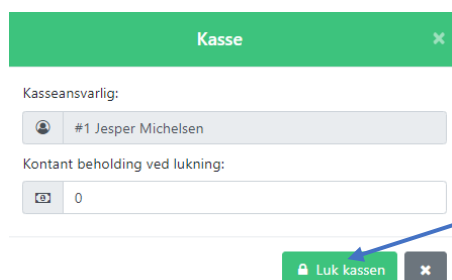 Kasse
Kasseansvarlig:
#1 Jesper Michelsen
Kontant beholding ved lukning:
0
Luk kassen